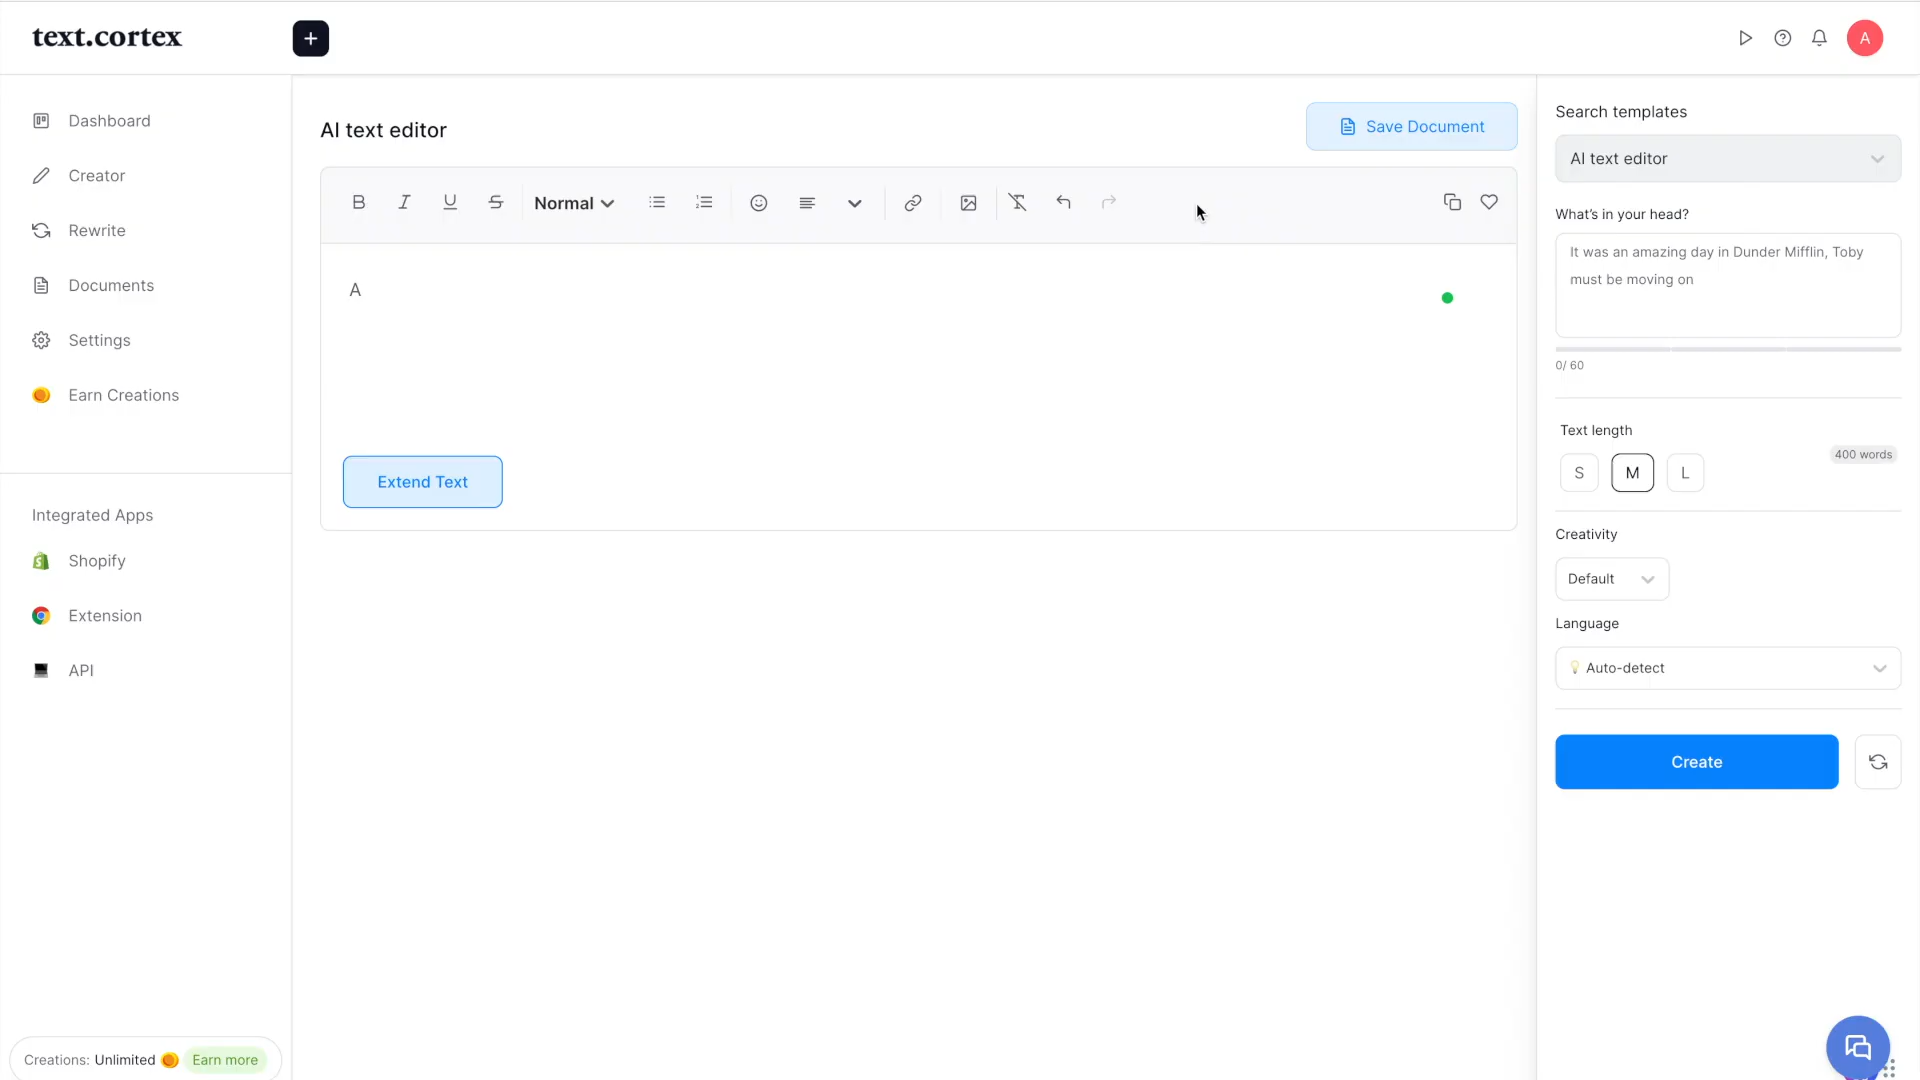 text.cortex
+
A
Dashboard
Creator
Rewrite
Documents
Settings
Earn Creations
Integrated Apps
Shopify
Extension
API
Creations: Unlimited Earn more
AI text editor
Save Document
B I U S Normal
A
Extend Text
Search templates
AI text editor
What's in your head?
It was an amazing day in Dunder Mifflin, Toby
must be moving on
0/ 60
Text length
400 words
S M L
Creativity
Default
Language
Auto-detect
Create